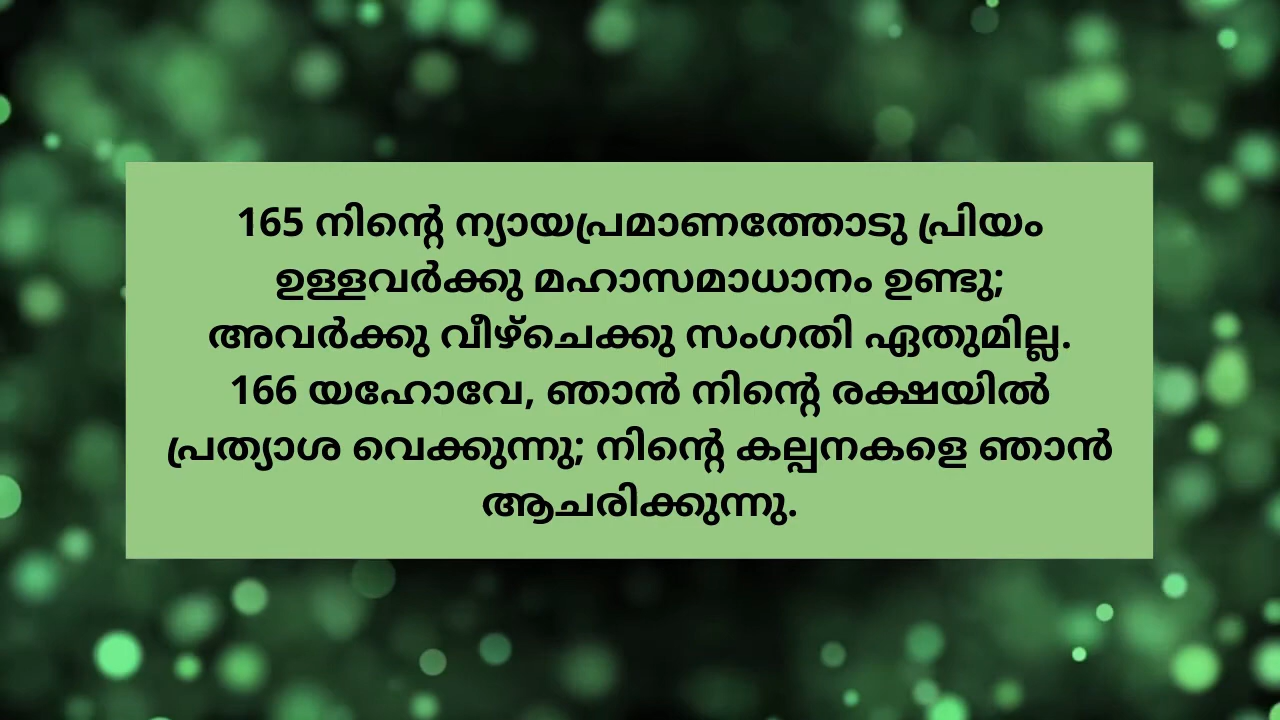 165 നിന്റെ ന്യായപ്രമാണത്തോടു പ്രിയം
ഉള്ളവർക്കു മഹാസമാധാനം ഉണ്ടു;
അവർക്കു വീഴ്ചെക്കു സംഗതി ഏതുമില്ല.
166 യഹോവേ, ഞാൻ നിന്റെ രക്ഷയിൽ
പ്രത്യാശ വെക്കുന്നു; നിന്റെ കല്പനകളെ ഞാൻ
ആചരിക്കുന്നു.